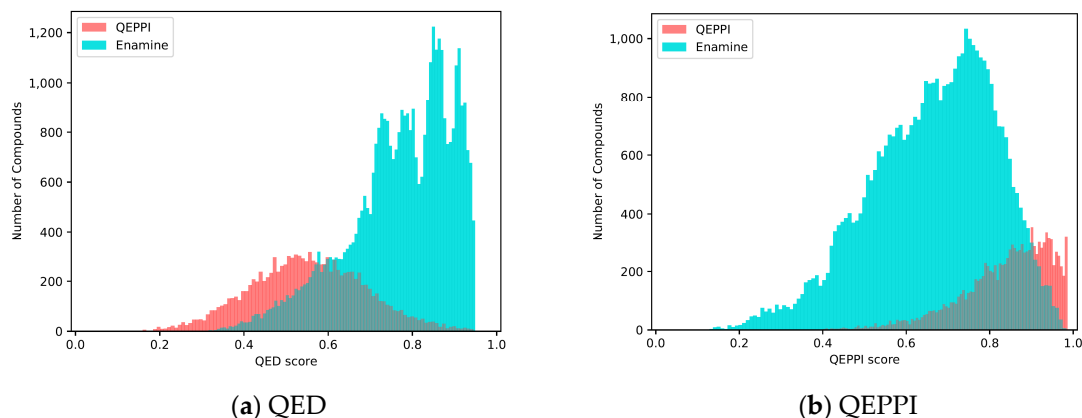 QEPPI
Enamine
1,200
1,000
800
600
400
200
0
Number of Compounds
0.0 0.2 0.4 0.6 0.8 1.0
QED score
(a) QED
QEPPI
Enamine
1,000
800
600
400
200
0
Number of Compounds
0.0 0.2 0.4 0.6 0.8 1.0
QEPPI score
(b) QEPPI